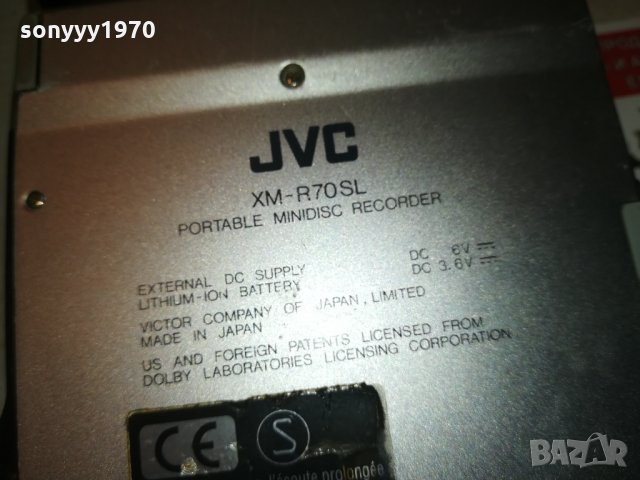 sonyyy1970
JVC
XM-R70SL
PORTABLE MINIDISC RECORDER
EXTERNAL DC SUPPLY DC 6V
LITHIUM-ION BATTERY DC 3.6V
VICTOR COMPANY OF JAPAN, LIMITED
MADE IN JAPAN
US AND FOREIGN PATENTS LICENSED FROM
DOLBY LABORATORIES LICENSING CORPORATION
CE S
l'écoute prolongée
BAZAR